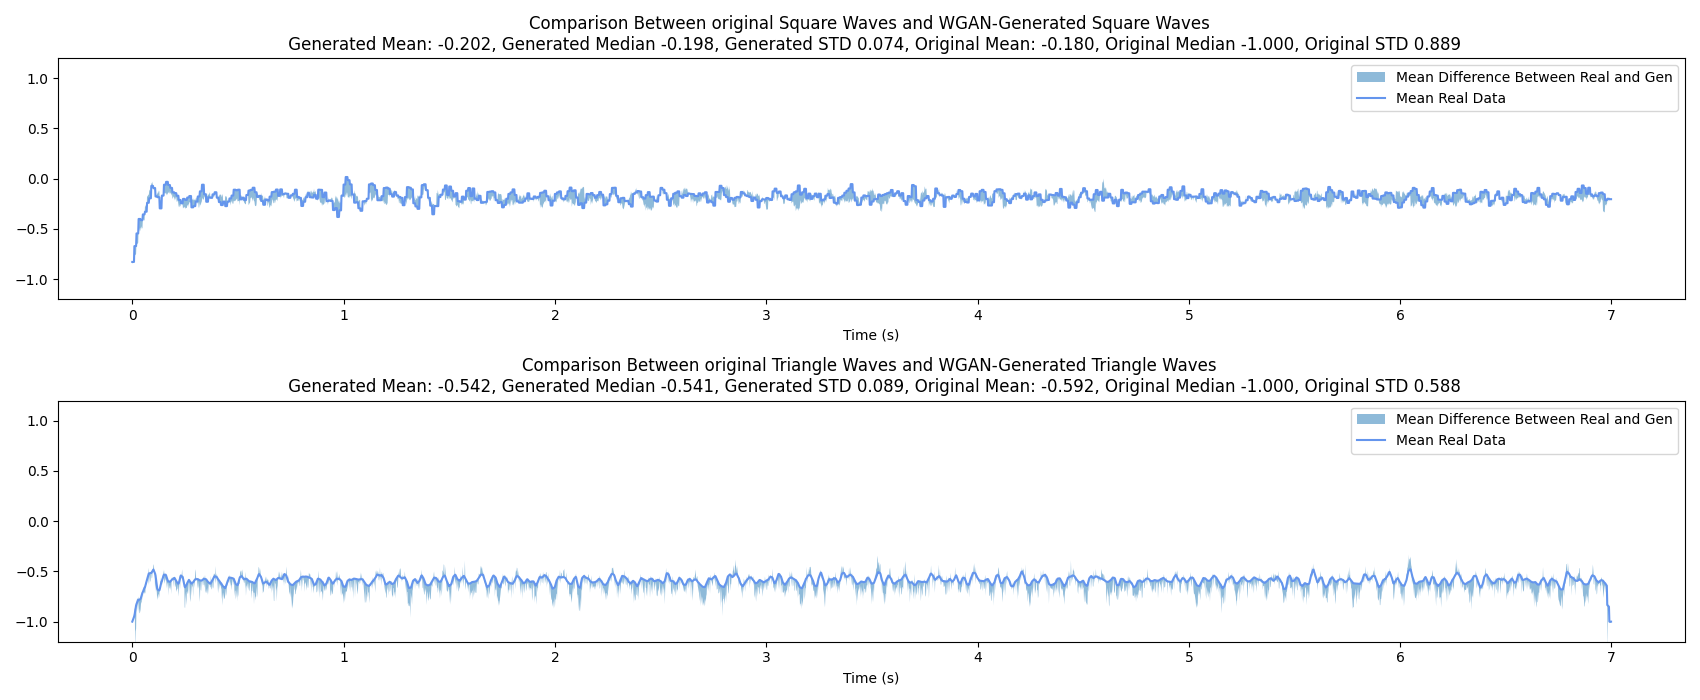 Comparison Between original Square Waves and WGAN-Generated Square Waves
Generated Mean: -0.202, Generated Median -0.198, Generated STD 0.074, Original Mean: -0.180, Original Median -1.000, Original STD 0.889
1.0
0.5
0.0
−0.5
−1.0
Mean Difference Between Real and Gen
Mean Real Data
0 1 2 3 4 5 6 7
Time (s)
Comparison Between original Triangle Waves and WGAN-Generated Triangle Waves
Generated Mean: -0.542, Generated Median -0.541, Generated STD 0.089, Original Mean: -0.592, Original Median -1.000, Original STD 0.588
1.0
0.5
0.0
−0.5
−1.0
Mean Difference Between Real and Gen
Mean Real Data
0 1 2 3 4 5 6 7
Time (s)